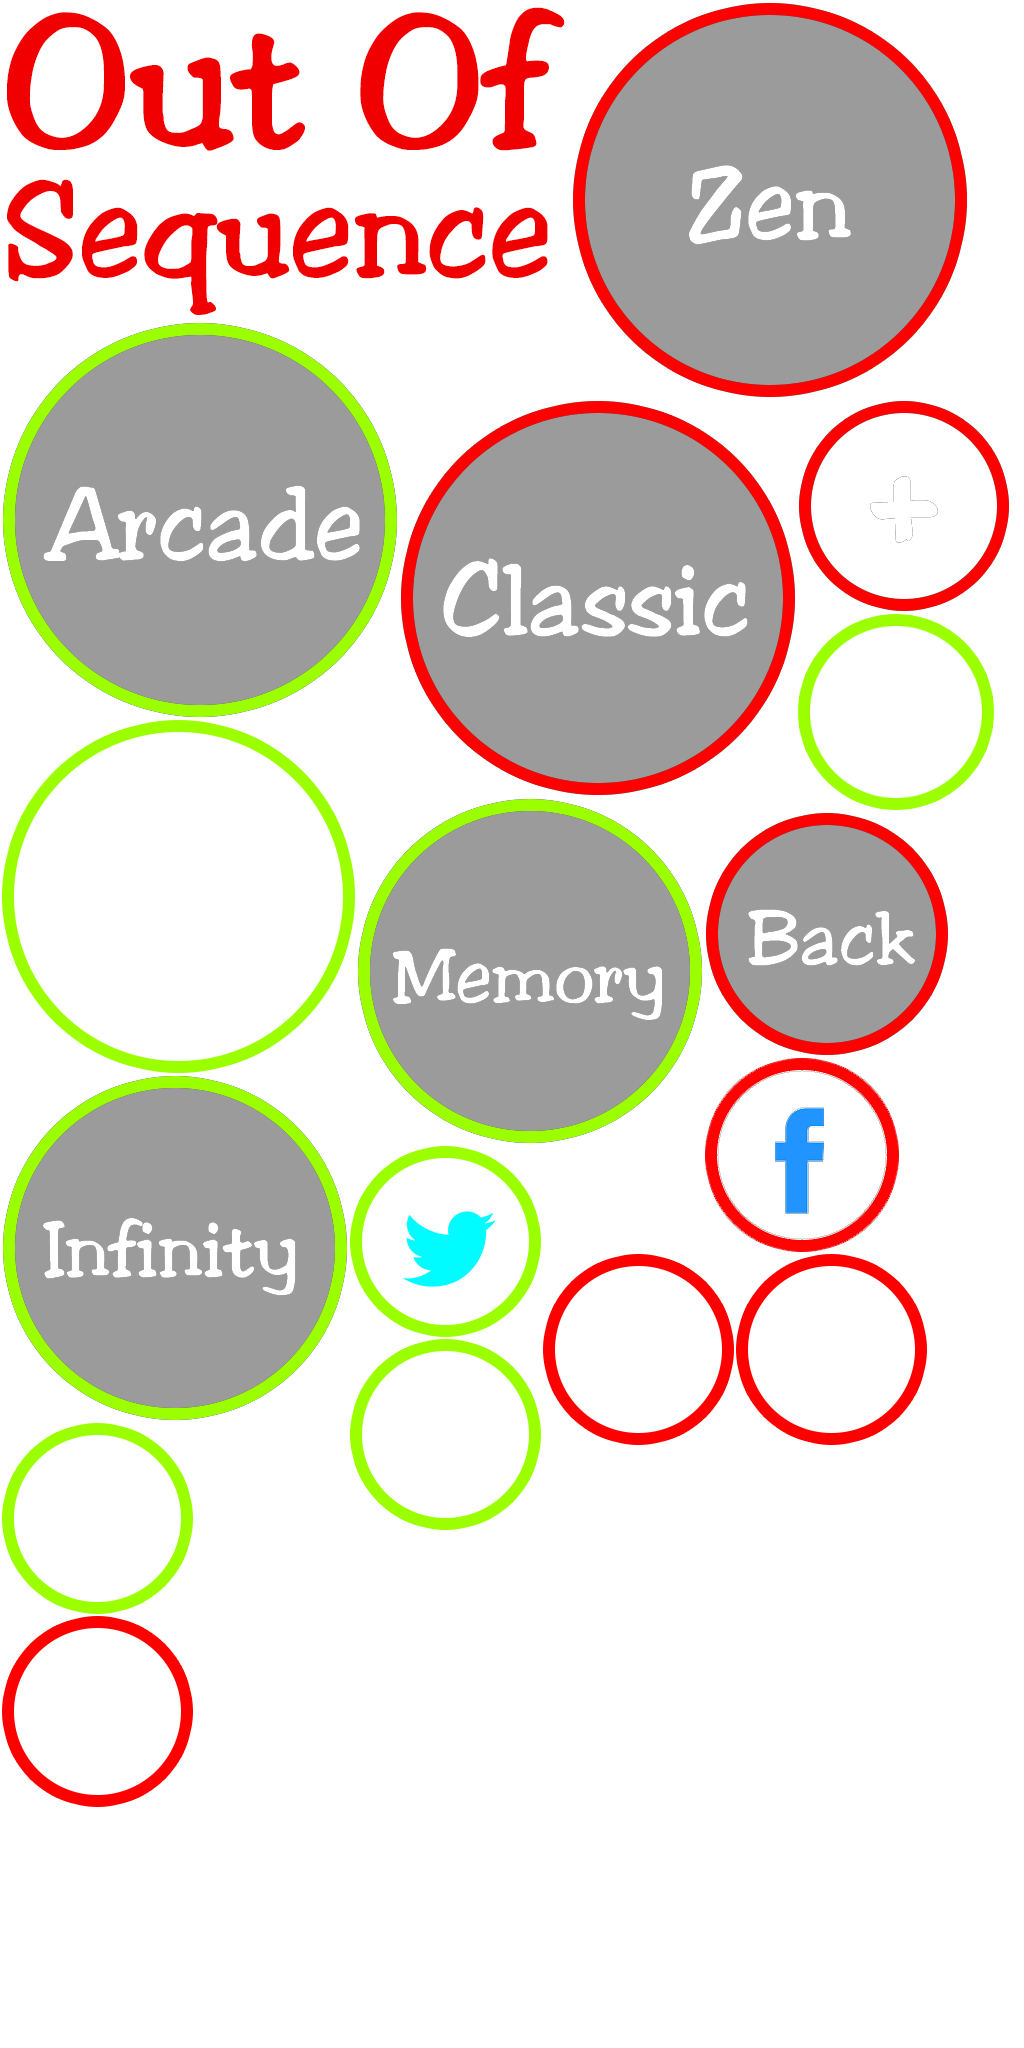 Out Of
Sequence
Zen
Arcade
Classic
+
Memory
Back
Infinity